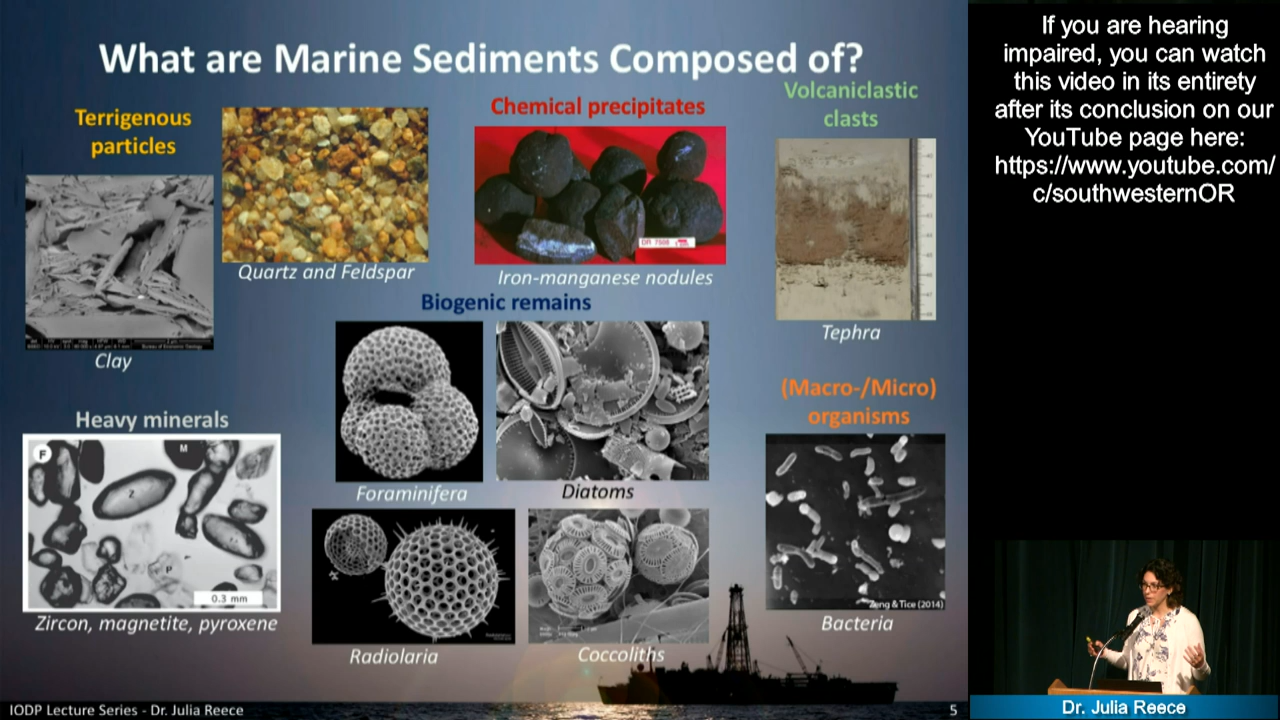 What are Marine Sediments Composed of?
Terrigenous
particles
Chemical precipitates
Volcaniclastic
clasts
Quartz and Feldspar
Iron-manganese nodules
Tephra
Clay
Biogenic remains
Heavy minerals
(Macro-/Micro)
organisms
Foraminifera
Diatoms
F
M
Z
P
0.3 mm
Zircon, magnetite, pyroxene
Radiolaria
Coccoliths
Zeng & Tice (2014)
Bacteria
IODP Lecture Series - Dr. Julia Reece
5
If you are hearing
impaired, you can watch
this video in its entirety
after its conclusion on our
YouTube page here:
https://www.youtube.com/
c/southwesternOR
Dr. Julia Reece